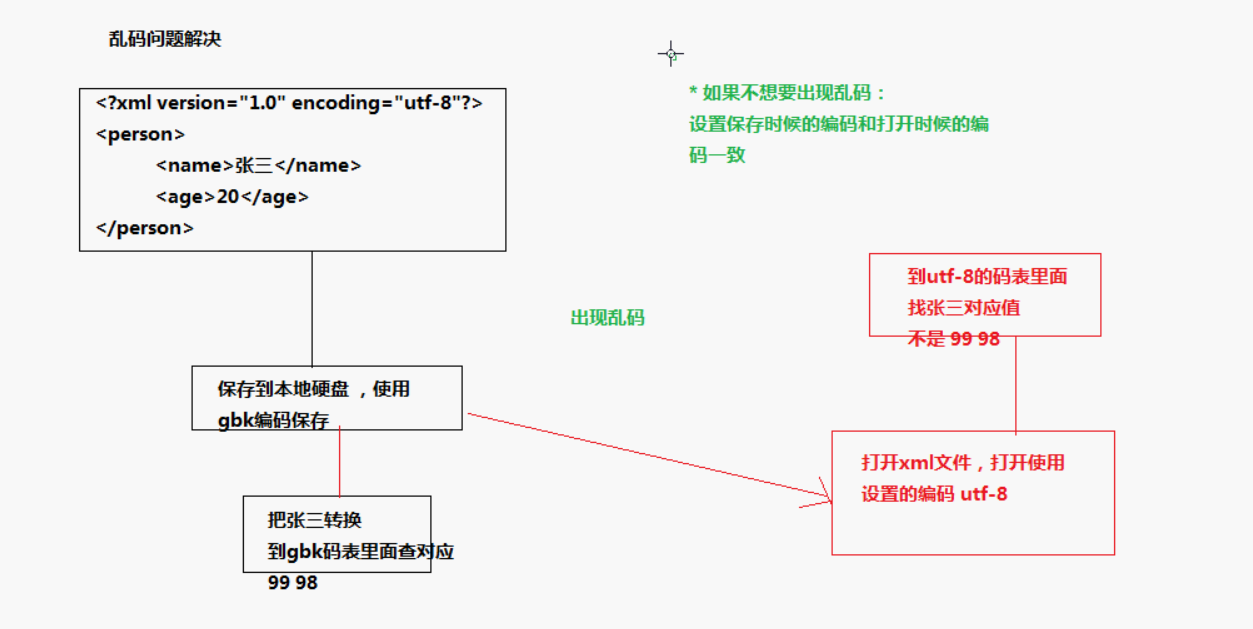 乱码问题解决
<?xml version="1.0" encoding="utf-8"?>
<person>
<name>张三</name>
<age>20</age>
</person>
* 如果不想要出现乱码：
设置保存时候的编码和打开时候的编
码一致
出现乱码
到utf-8的码表里面
找张三对应值
不是 99 98
保存到本地硬盘 ，使用
gbk编码保存
打开xml文件，打开使用
设置的编码 utf-8
把张三转换
到gbk码表里面查对应
99 98